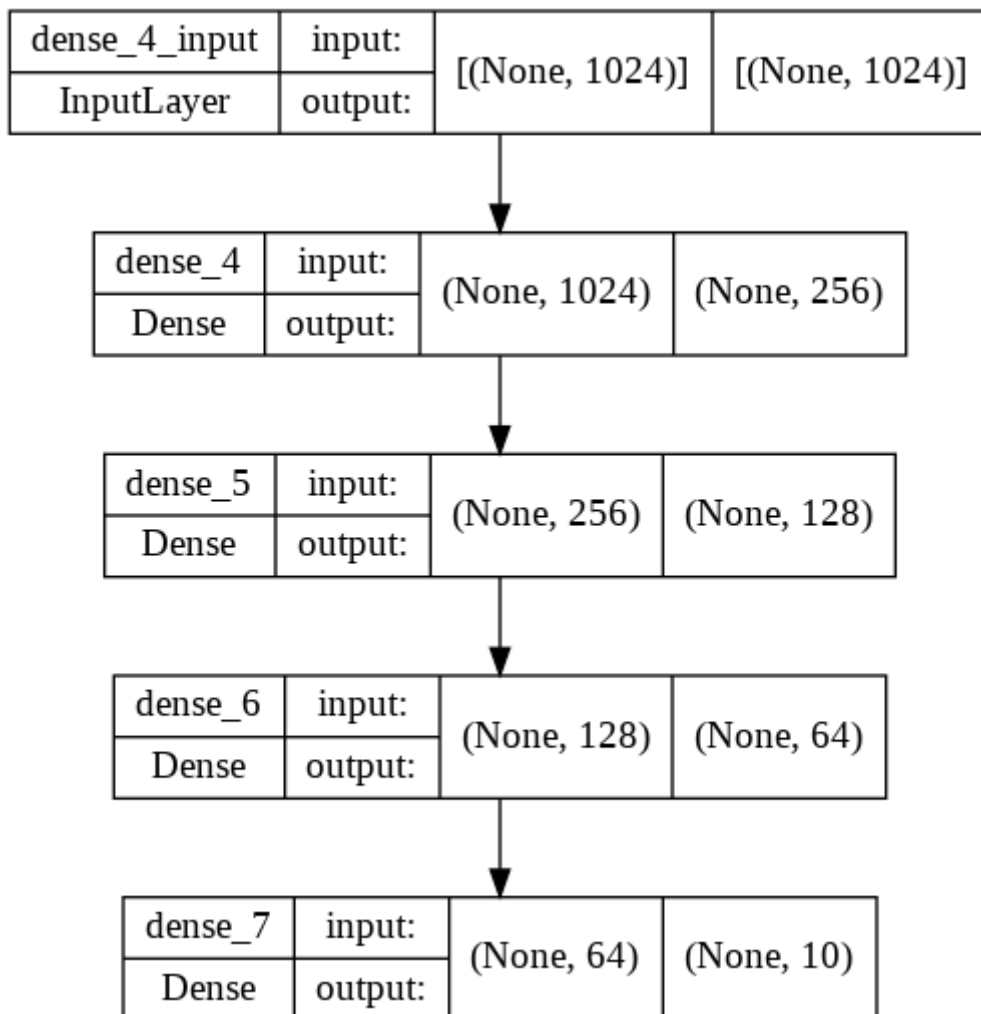 dense_4_input input: [(None, 1024)] [(None, 1024)]
InputLayer output:
dense_4 input: (None, 1024) (None, 256)
Dense output:
dense_5 input: (None, 256) (None, 128)
Dense output:
dense_6 input: (None, 128) (None, 64)
Dense output:
dense_7 input: (None, 64) (None, 10)
Dense output: